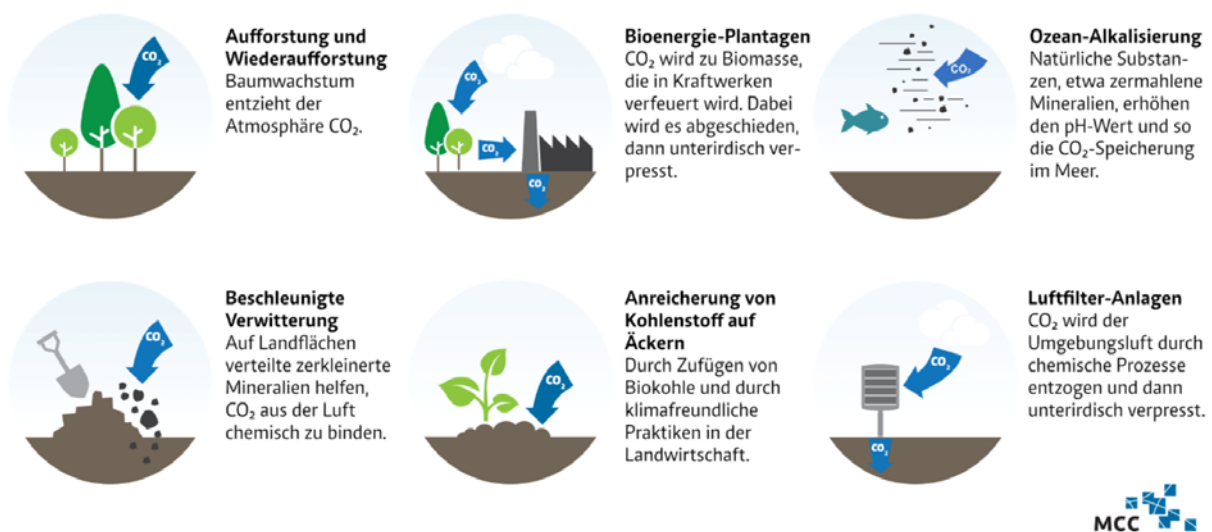 Aufforstung und
Wiederaufforstung
Baumwachstum
entzieht der
Atmosphäre CO₂.
CO₂
Bioenergie-Plantagen
CO₂ wird zu Biomasse,
die in Kraftwerken
verfeuert wird. Dabei
wird es abgeschieden,
dann unterirdisch ver-
presst.
CO₂
CO₂
CO₂
Ozean-Alkalisierung
Natürliche Substan-
zen, etwa zermahlene
Mineralien, erhöhen
den pH-Wert und so
die CO₂-Speicherung
im Meer.
CO₂
Beschleunigte
Verwitterung
Auf Landflächen
verteilte zerkleinerte
Mineralien helfen,
CO₂ aus der Luft
chemisch zu binden.
CO₂
Anreicherung von
Kohlenstoff auf
Äckern
Durch Zufügen von
Biokohle und durch
klimafreundliche
Praktiken in der
Landwirtschaft.
CO₂
Luftfilter-Anlagen
CO₂ wird der
Umgebungsluft durch
chemische Prozesse
entzogen und dann
unterirdisch verpresst.
CO₂
CO₂
MCC